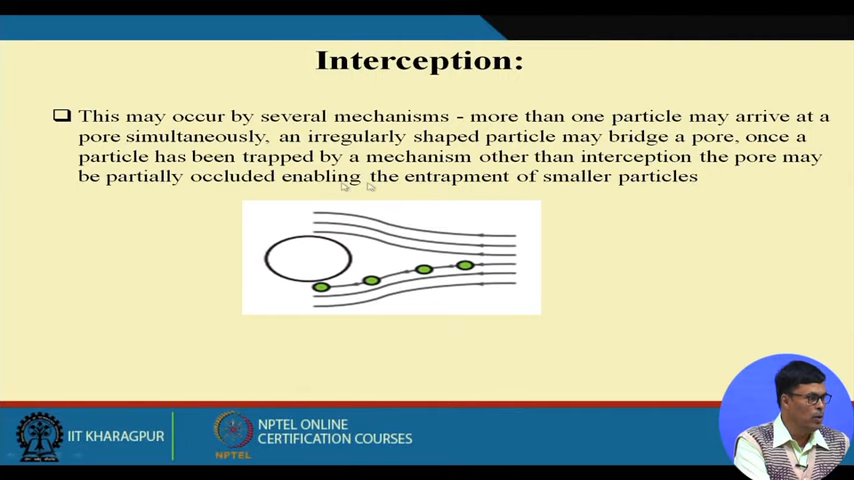 Interception:
This may occur by several mechanisms - more than one particle may arrive at a
pore simultaneously, an irregularly shaped particle may bridge a pore, once a
particle has been trapped by a mechanism other than interception the pore may
be partially occluded enabling the entrapment of smaller particles
IIT KHARAGPUR
NPTEL
NPTEL ONLINE
CERTIFICATION COURSES